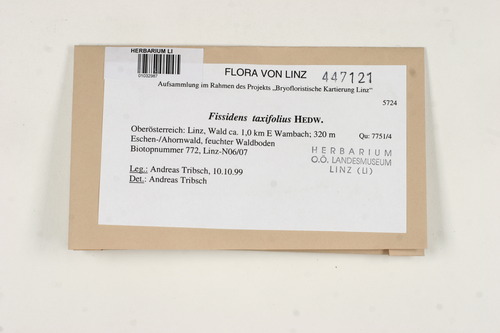 HERBARIUM LI
01032987
FLORA VON LINZ 447121
Aufsammlung im Rahmen des Projekts „Bryofloristische Kartierung Linz“
5724
Fissidens taxifolius HEDW.
Oberösterreich: Linz, Wald ca. 1,0 km E Wambach; 320 m Qu: 7751/4
Eschen-/Ahornwald, feuchter Waldboden
Biotopnummer 772, Linz-N06/07
HERBARIUM
O.Ö. LANDESMUSEUM
LINZ (LI)
Leg.: Andreas Tribsch, 10.10.99
Det.: Andreas Tribsch